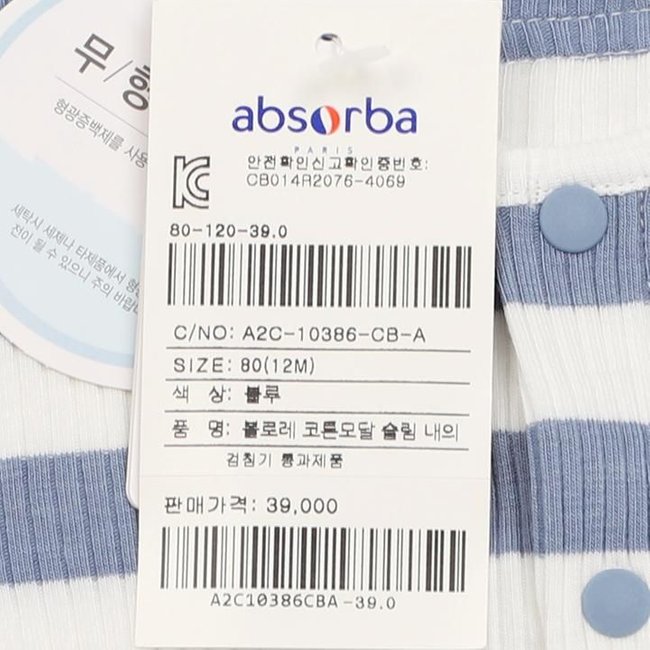 무/형
형광증백제를 사용
세탁시 세제나 타제품에서 형
전이 될 수 있으니 주의 바랍니
absorba
PARIS
안전확인신고확인증번호:
CB014R2076-4069
80-120-39.0
C/NO: A2C-10386-CB-A
SIZE: 80(12M)
색 상: 블루
품 명: 볼로레 코튼모달 슬림 내의
검침기 통과제품
판매가격: 39,000
A2C10386CBA-39.0